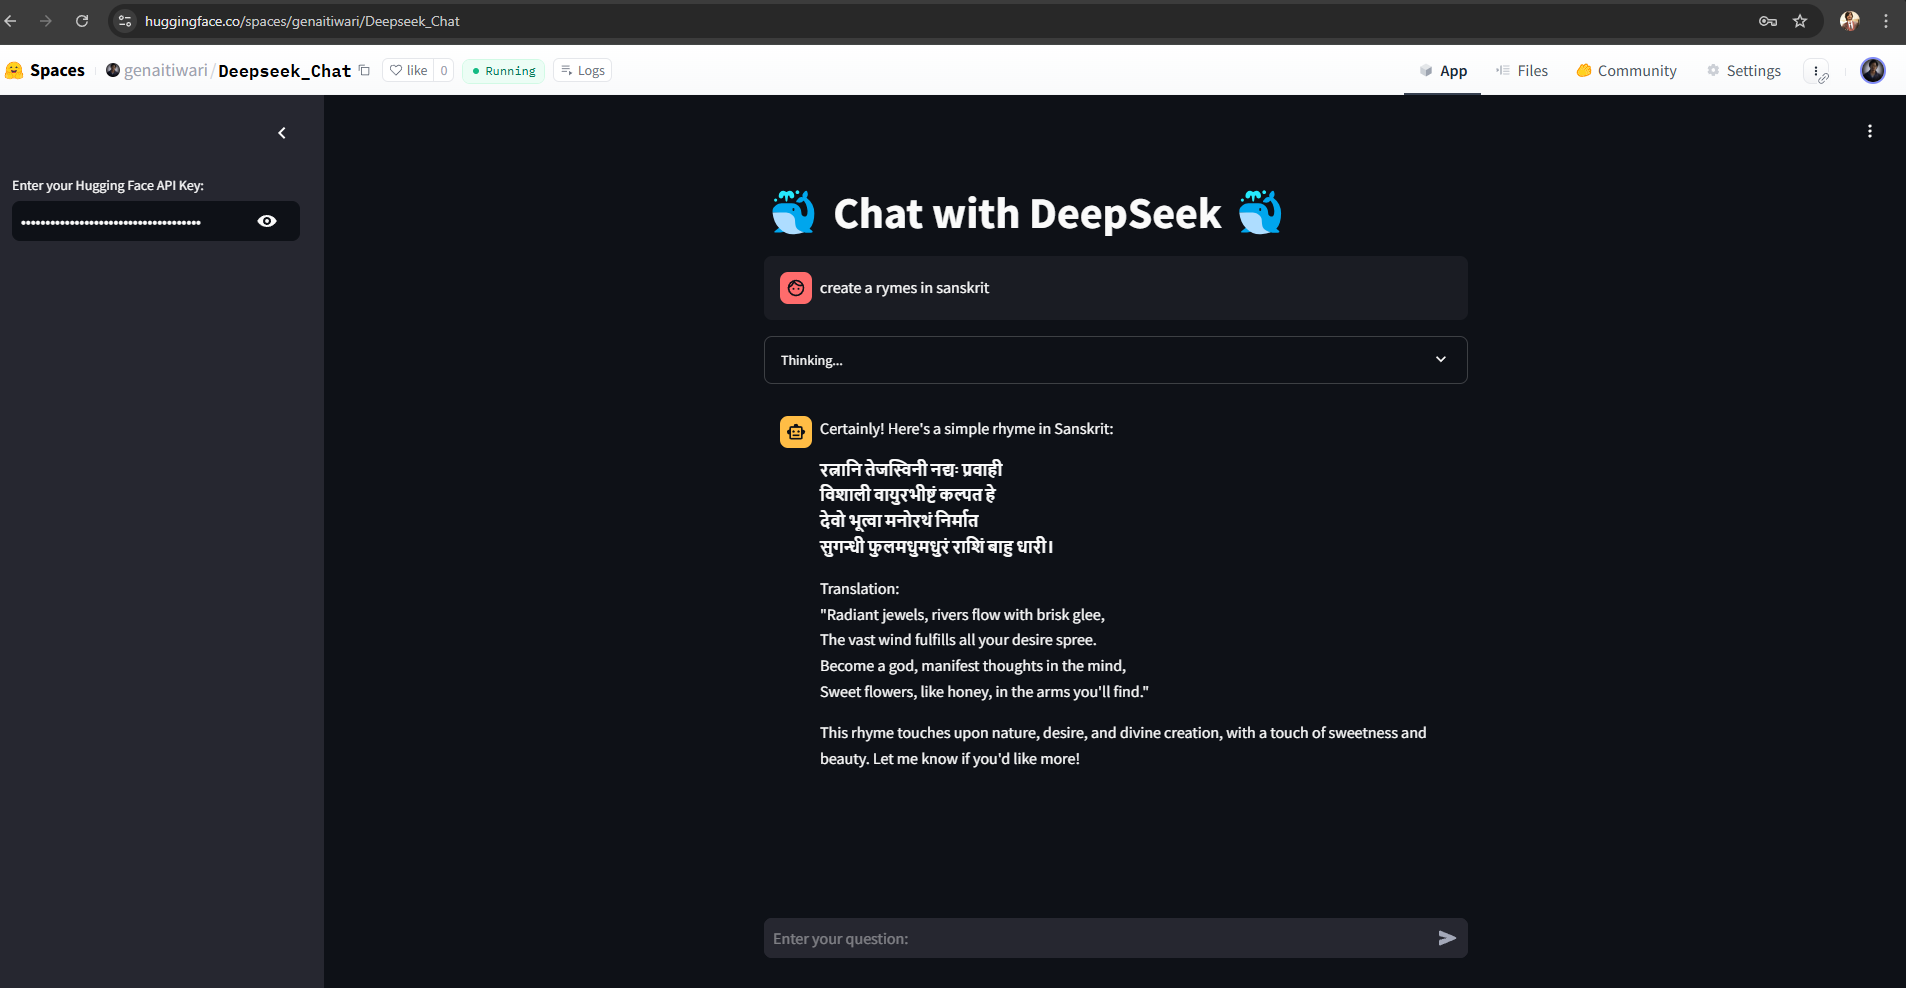 huggingface.co/spaces/genaitiwari/Deepseek_Chat
Spaces genaitiwari/Deepseek_Chat like 0 Running Logs App Files Community Settings
Enter your Hugging Face API Key:
Chat with DeepSeek
create a rymes in sanskrit
Thinking...
Certainly! Here's a simple rhyme in Sanskrit:
रत्नानि तेजस्विनी नद्यः प्रवाही
विशाली वायुरभीष्टं कल्पत हे
देवो भूत्वा मनोरथं निर्मात
सुगन्धी फुलमधुमधुरं राशिं बाहु धारी।
Translation:
"Radiant jewels, rivers flow with brisk glee,
The vast wind fulfills all your desire spree.
Become a god, manifest thoughts in the mind,
Sweet flowers, like honey, in the arms you'll find."
This rhyme touches upon nature, desire, and divine creation, with a touch of sweetness and
beauty. Let me know if you'd like more!
Enter your question: